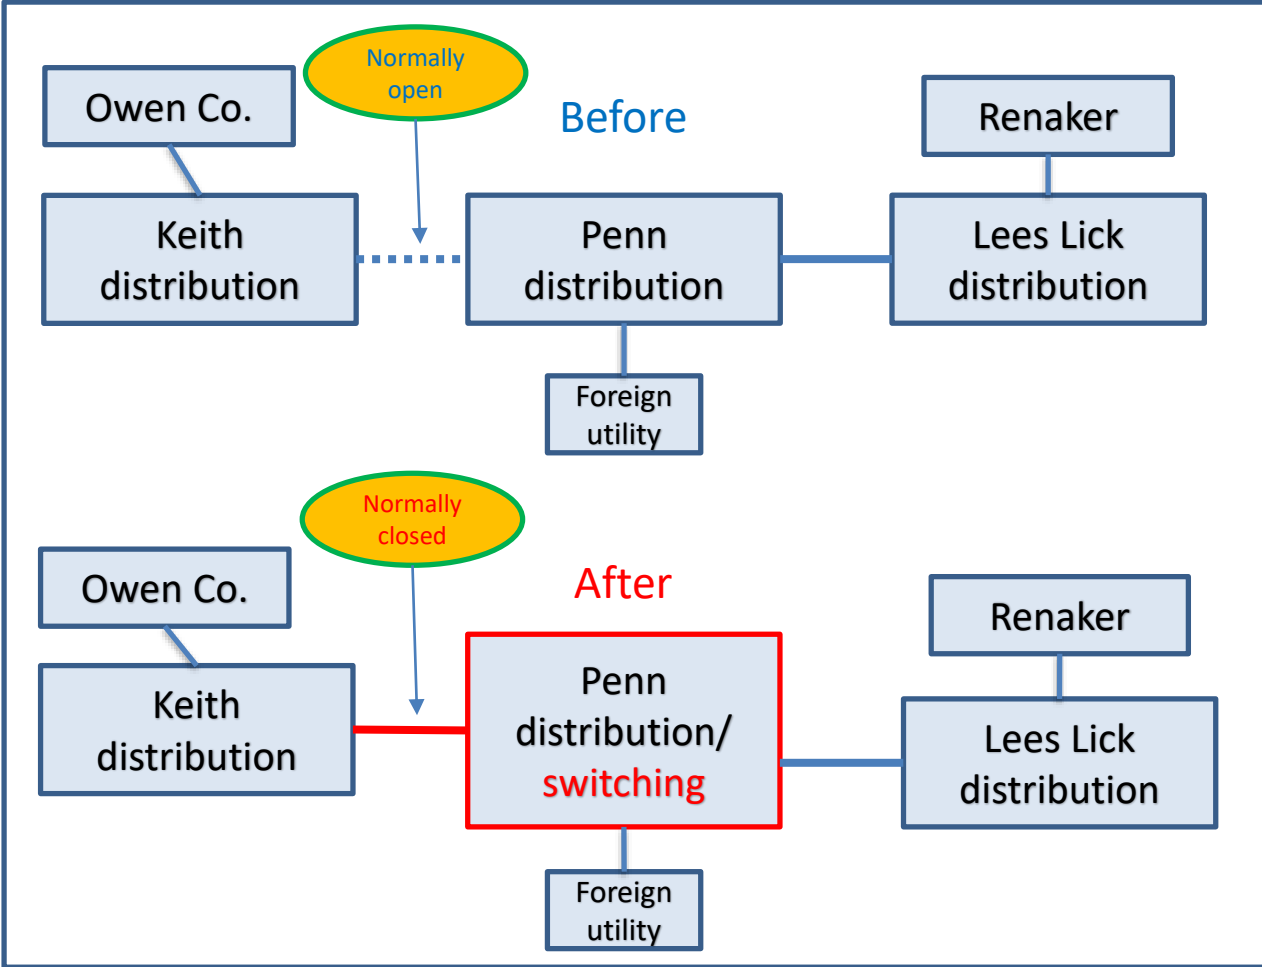 Normally
open
Before
Owen Co.
Renaker
Keith
distribution
Penn
distribution
Lees Lick
distribution
Foreign
utility
Normally
closed
After
Owen Co.
Renaker
Keith
distribution
Penn
distribution/
switching
Lees Lick
distribution
Foreign
utility